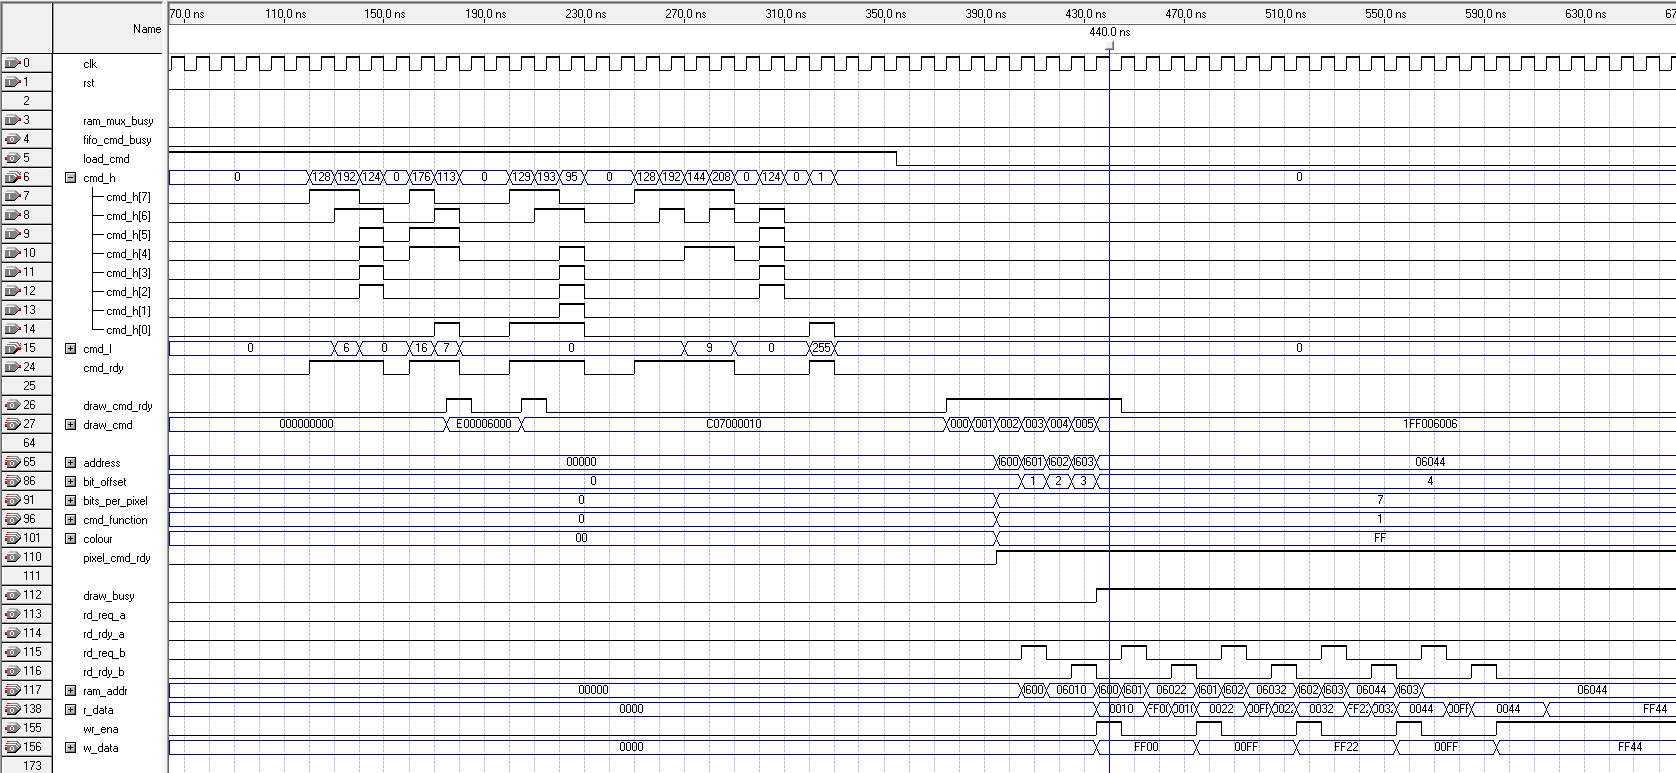 70.0 ns 110.0 ns 150.0 ns 190.0 ns 230.0 ns 270.0 ns 310.0 ns 350.0 ns 390.0 ns 430.0 ns 470.0 ns 510.0 ns 550.0 ns 590.0 ns 630.0 ns 67
Name
440.0 ns
0 clk
1 rst
2
3 ram_mux_busy
4 fifo_cmd_busy
5 load_cmd
6 cmd_h 0 128 192 124 0 176 113 0 129 193 95 0 128 192 144 208 0 124 0 1 0
7 cmd_h[7]
8 cmd_h[6]
9 cmd_h[5]
10 cmd_h[4]
11 cmd_h[3]
12 cmd_h[2]
13 cmd_h[1]
14 cmd_h[0]
15 cmd_l 0 6 0 16 7 0 9 0 255 0
24 cmd_rdy
25
26 draw_cmd_rdy
27 draw_cmd 000000000 E00006000 C07000010 000 001 002 003 004 005 1FF006006
64
65 address 00000 600 601 602 603 06044
86 bit_offset 0 1 2 3 4
91 bits_per_pixel 0 7
96 cmd_function 0 1
101 colour 00 FF
110 pixel_cmd_rdy
111
112 draw_busy
113 rd_req_a
114 rd_rdy_a
115 rd_req_b
116 rd_rdy_b
117 ram_addr 00000 600 06010 600 601 06022 601 602 06032 602 603 06044 603 06044
138 r_data 0000 0010 0022 0032 0044 0044 FF44
155 wr_ena
156 w_data 0000 FF00 00FF FF22 00FF FF44
173